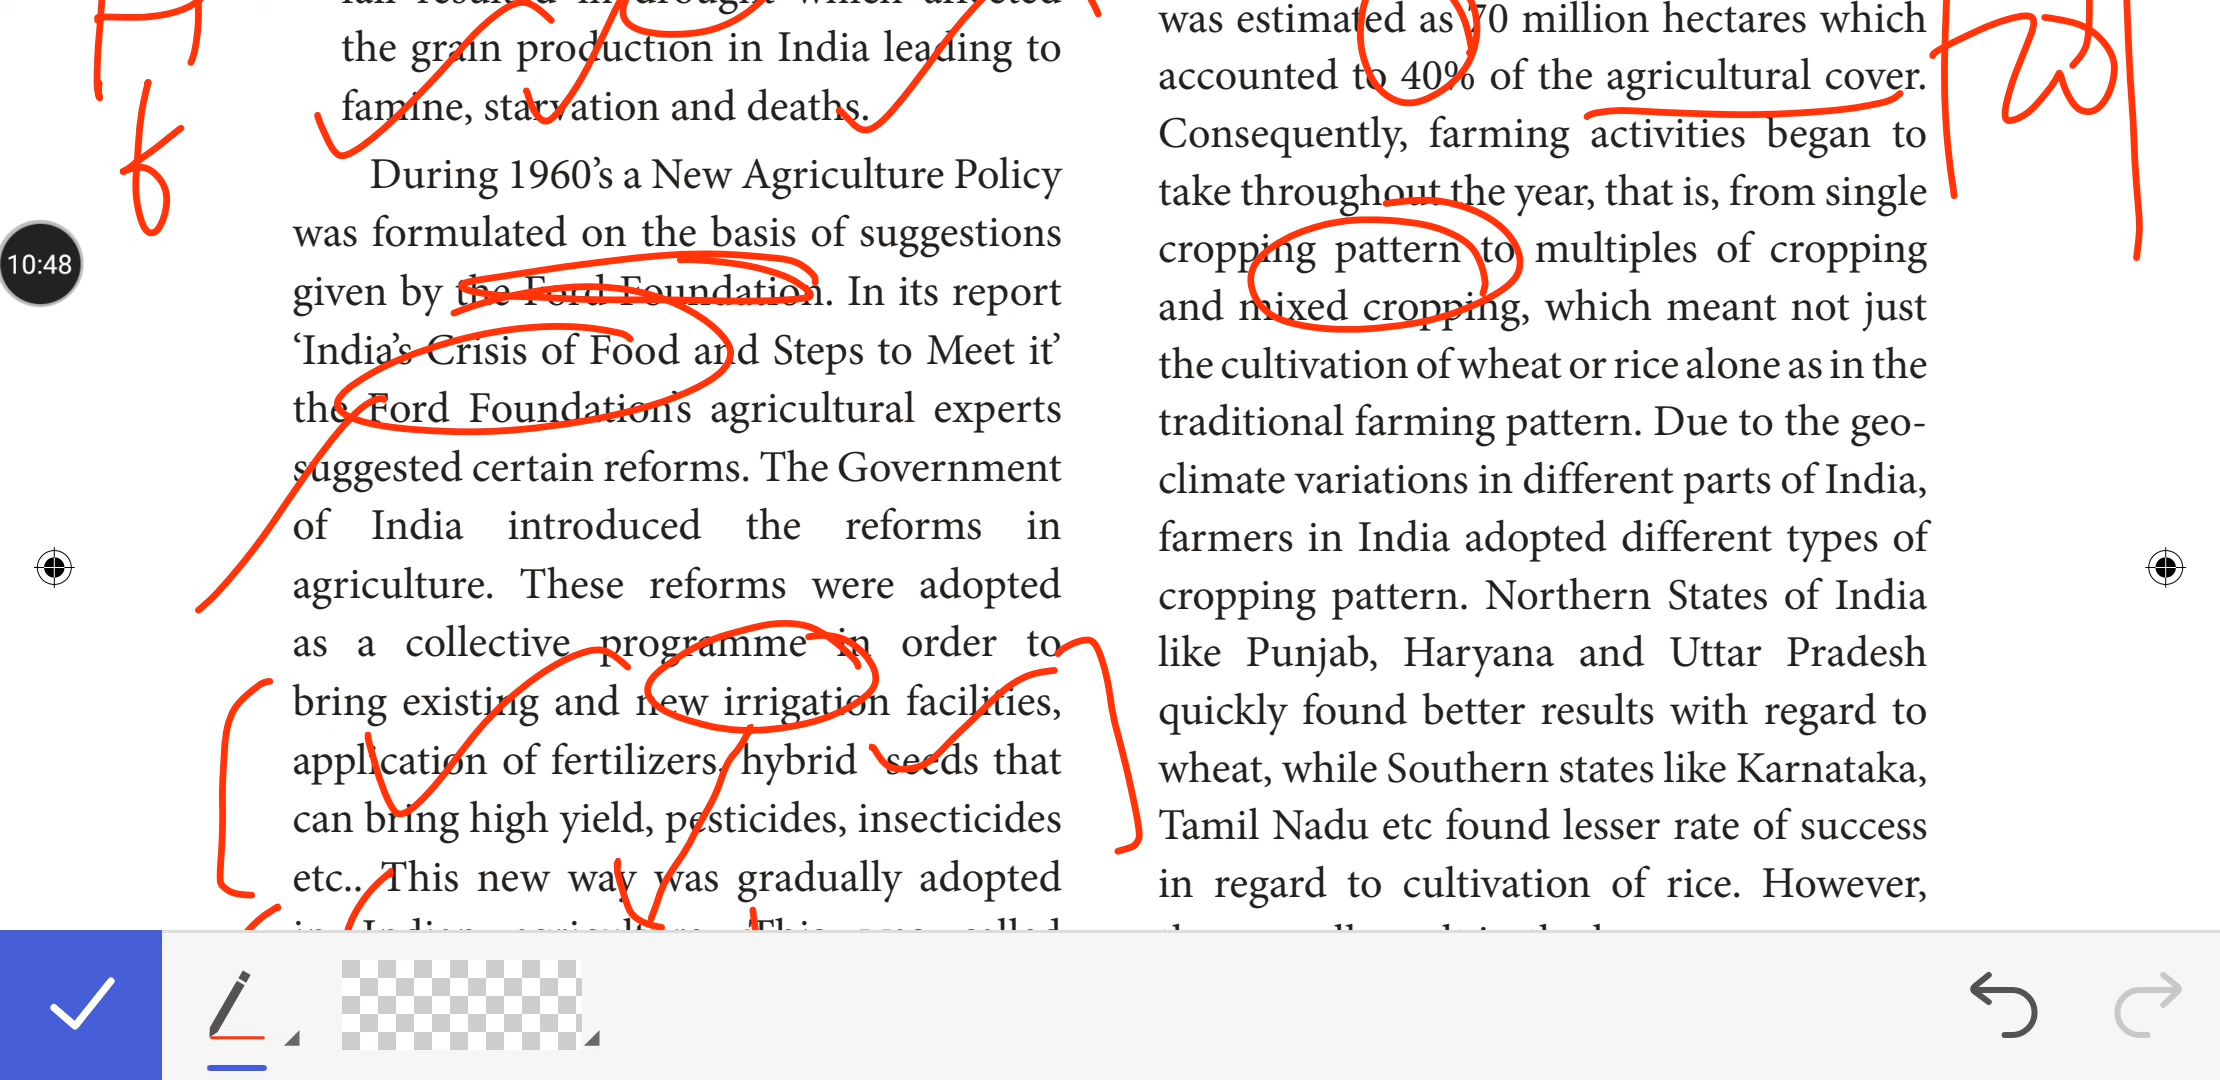 the grain production in India leading to
famine, starvation and deaths.
During 1960’s a New Agriculture Policy
was formulated on the basis of suggestions
given by the Ford Foundation. In its report
‘India’s Crisis of Food and Steps to Meet it’
the Ford Foundation’s agricultural experts
suggested certain reforms. The Government
of India introduced the reforms in
agriculture. These reforms were adopted
as a collective programme in order to
bring existing and new irrigation facilities,
application of fertilizers, hybrid seeds that
can bring high yield, pesticides, insecticides
etc.. This new way was gradually adopted
was estimated as 70 million hectares which
accounted to 40% of the agricultural cover.
Consequently, farming activities began to
take throughout the year, that is, from single
cropping pattern to multiples of cropping
and mixed cropping, which meant not just
the cultivation of wheat or rice alone as in the
traditional farming pattern. Due to the geo-
climate variations in different parts of India,
farmers in India adopted different types of
cropping pattern. Northern States of India
like Punjab, Haryana and Uttar Pradesh
quickly found better results with regard to
wheat, while Southern states like Karnataka,
Tamil Nadu etc found lesser rate of success
in regard to cultivation of rice. However,
10:48